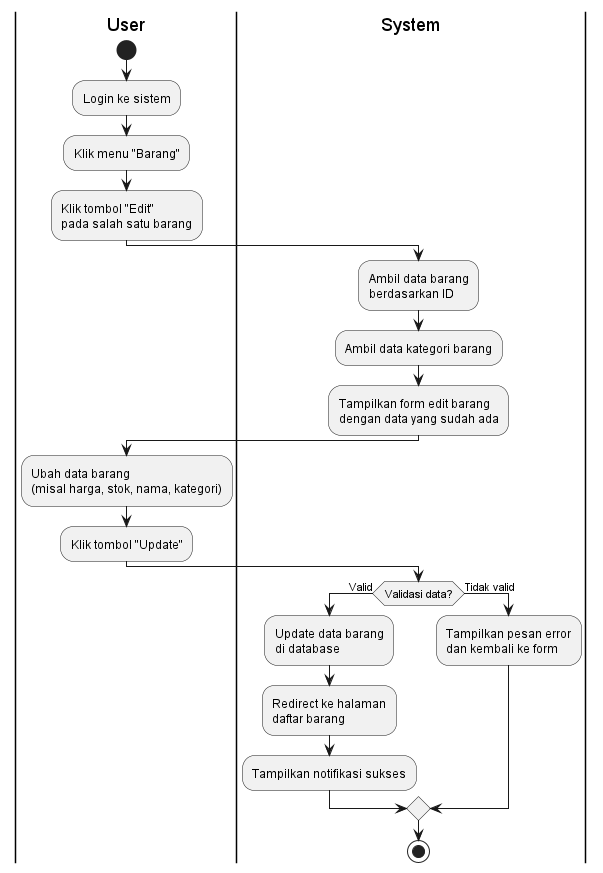 User
System
Login ke sistem
Klik menu "Barang"
Klik tombol "Edit"
pada salah satu barang
Ambil data barang
berdasarkan ID
Ambil data kategori barang
Tampilkan form edit barang
dengan data yang sudah ada
Ubah data barang
(misal harga, stok, nama, kategori)
Klik tombol "Update"
Validasi data?
Valid
Tidak valid
Update data barang
di database
Redirect ke halaman
daftar barang
Tampilkan notifikasi sukses
Tampilkan pesan error
dan kembali ke form